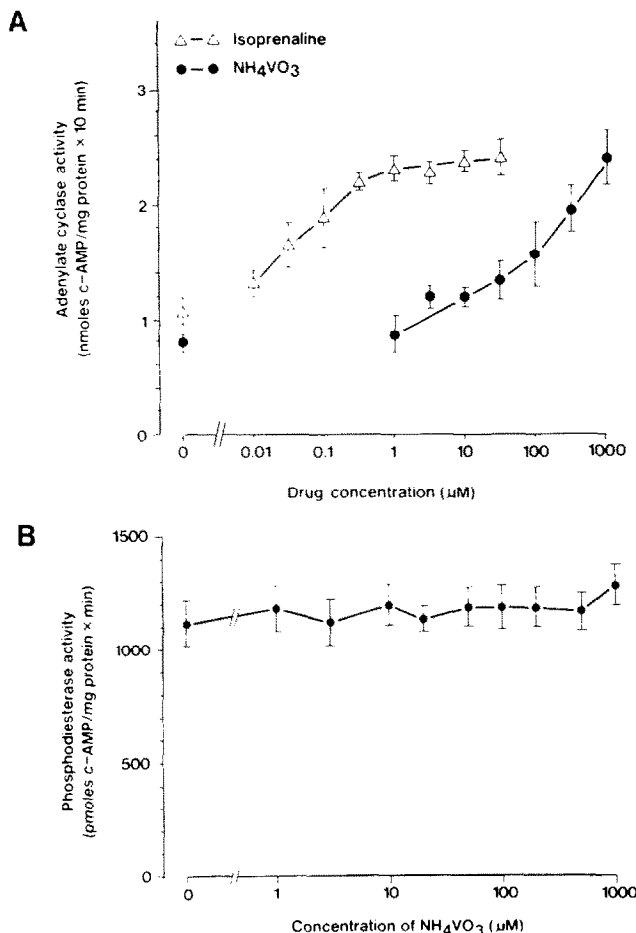 A
△–△ Isoprenaline
●–● NH₄VO₃
Adenylate cyclase activity
(nmoles c-AMP/mg protein × 10 min)
3
2
1
0
0 0.01 0.1 1 10 100 1000
Drug concentration (μM)
B
Phosphodiesterase activity
(pmoles c-AMP/mg protein × min)
1500
1000
500
0
0 1 10 100 1000
Concentration of NH₄VO₃ (μM)